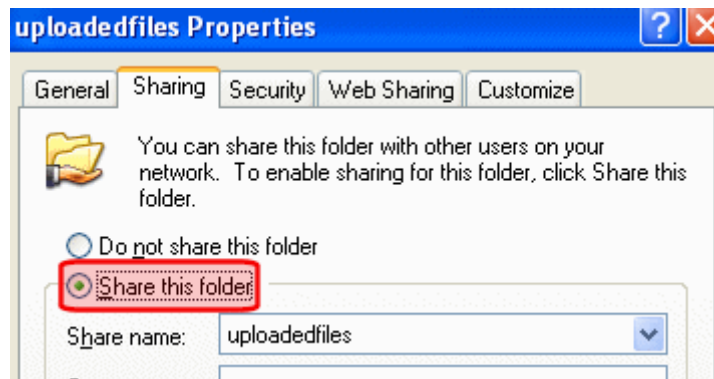 uploadedfiles Properties
General Sharing Security Web Sharing Customize
You can share this folder with other users on your
network. To enable sharing for this folder, click Share this
folder.
Do not share this folder
Share this folder
Share name: uploadedfiles